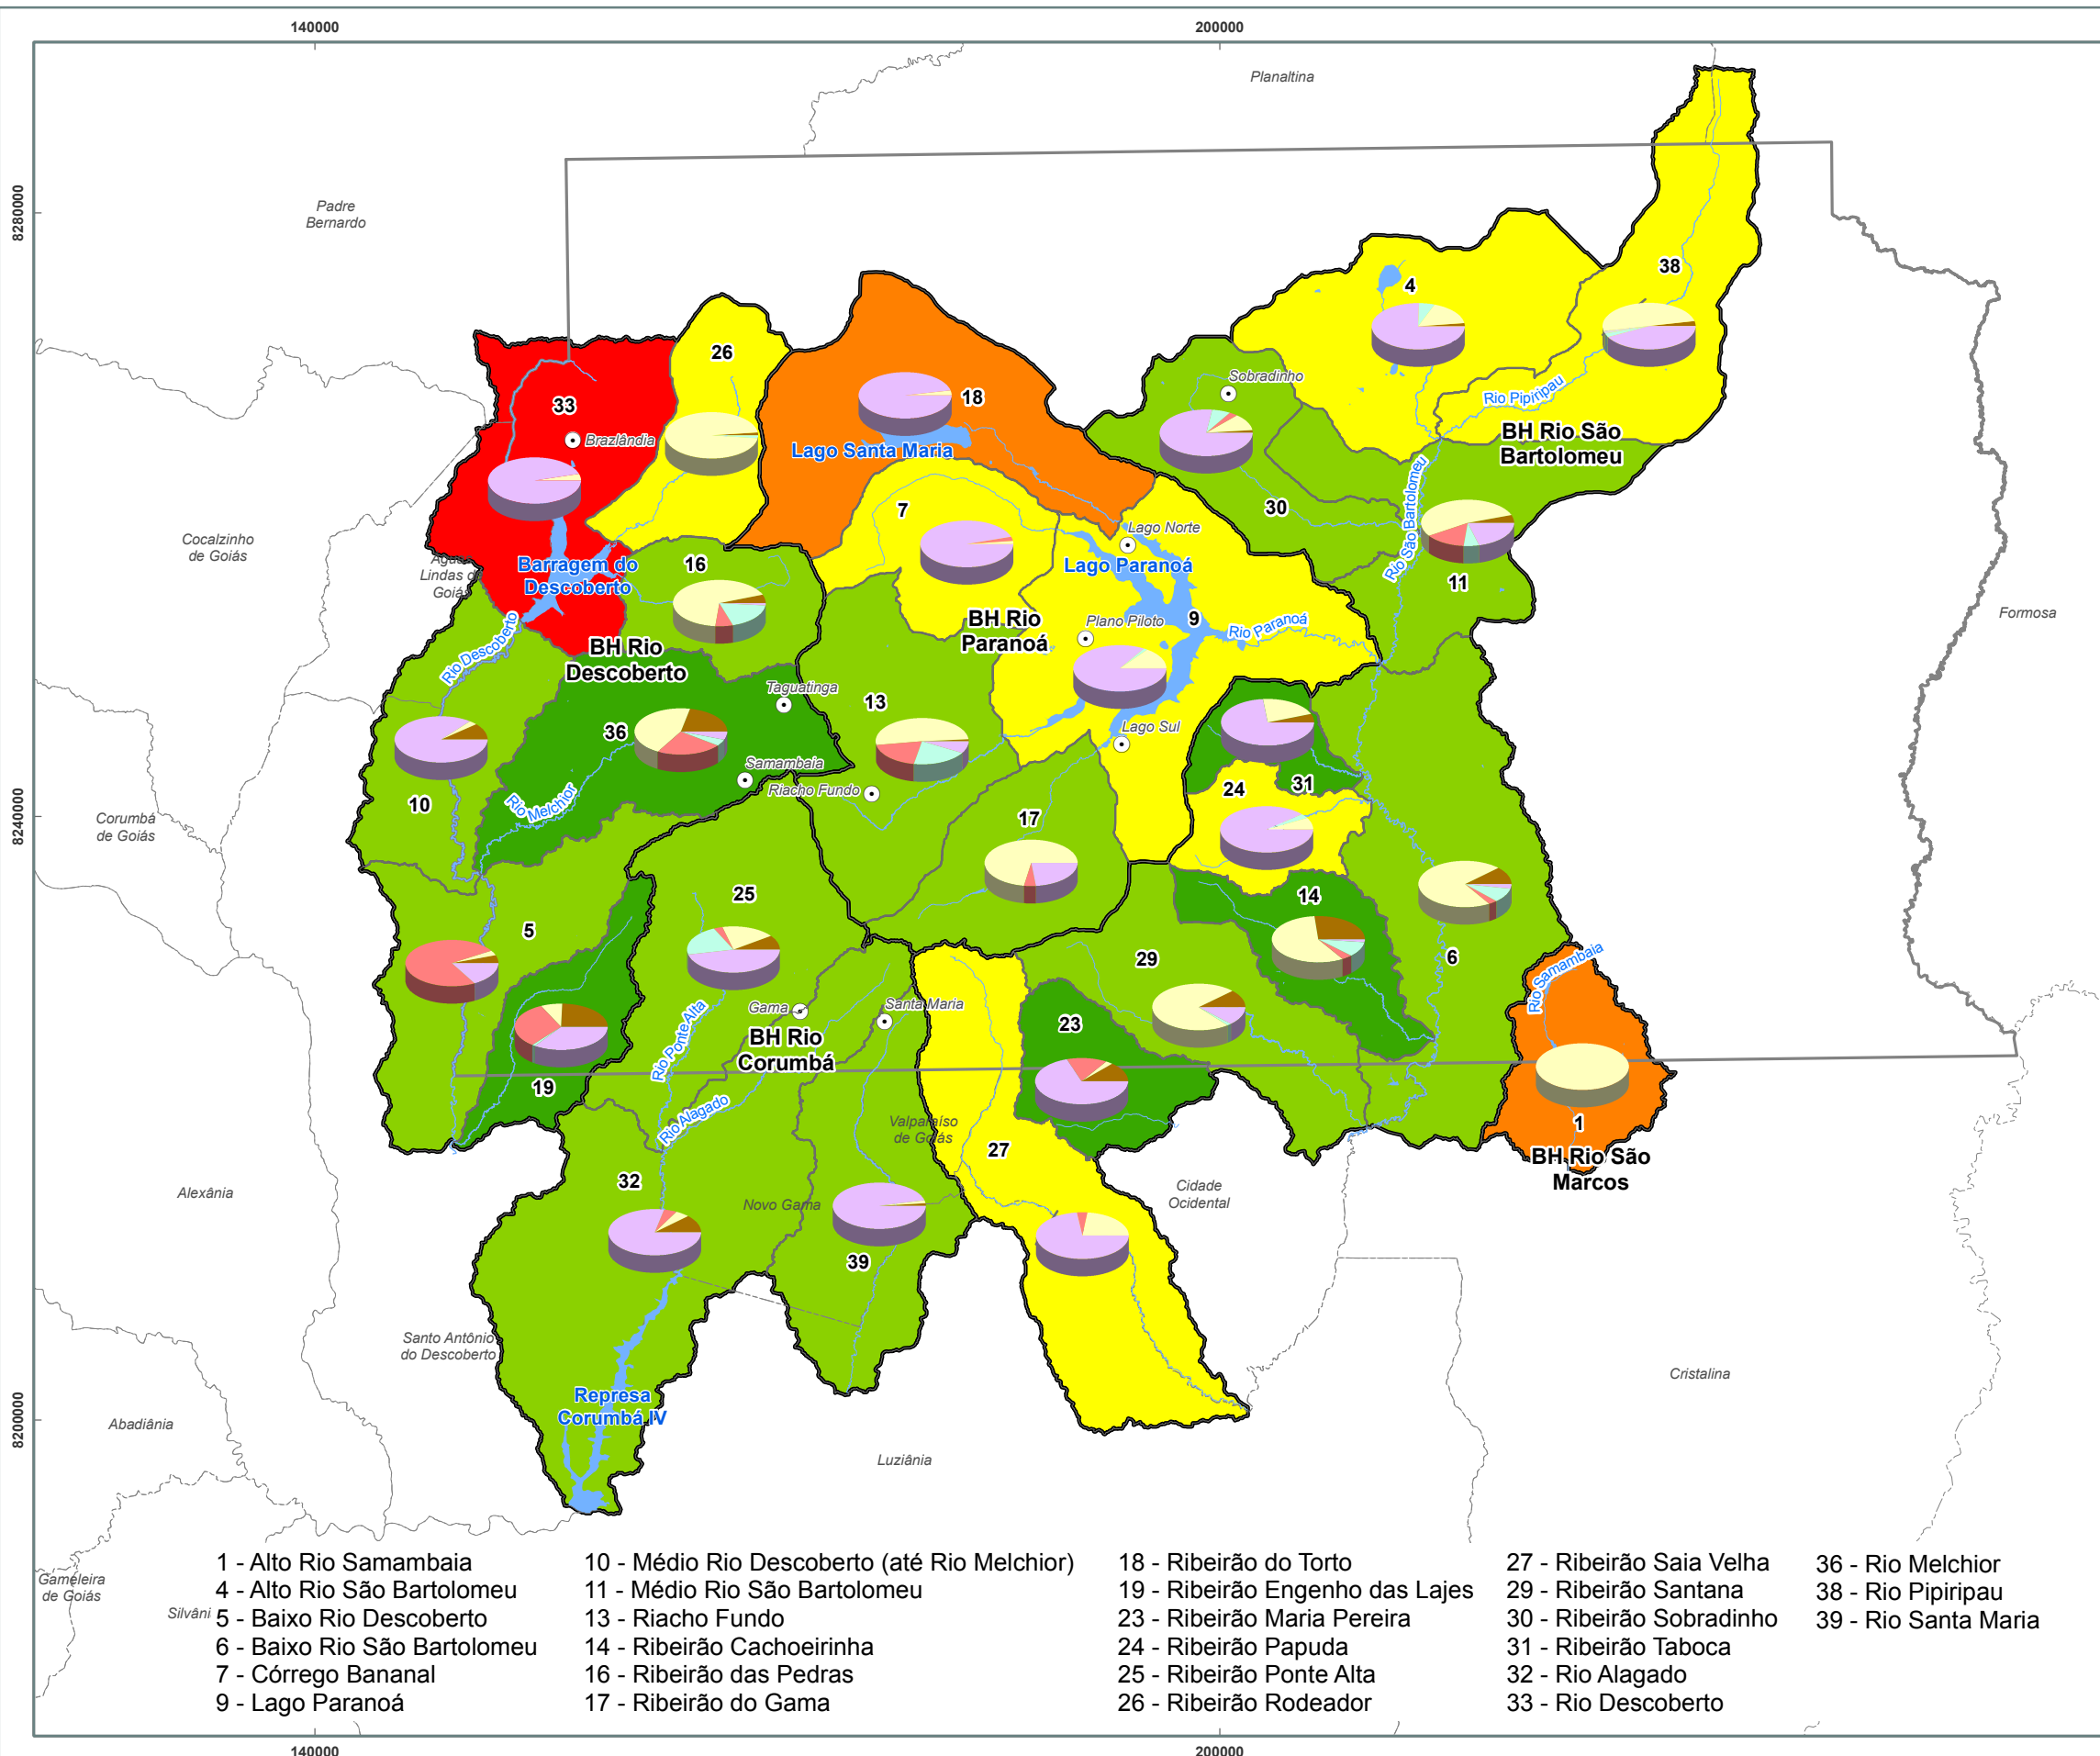 140000
200000
Planaltina
8280000
Padre
Bernardo
38
4
26
Sobradinho
33
18
Rio Pipiripau
Brazlândia
BH Rio São
Bartolomeu
Lago Santa Maria
30
7
Rio São Bartolomeu
Lago Norte
Cocalzinho
de Goiás
Lindas
Goiás
Barragem do
Descoberto
16
Lago Paranoá
11
Formosa
BH Rio
Paranoá
Plano Piloto
9
Rio Paranoá
Rio Descoberto
BH Rio
Descoberto
Taguatinga
13
36
Lago Sul
Samambaia
Riacho Fundo
24
31
10
Rio Melchior
17
8240000
Corumbá
de Goiás
25
14
5
29
6
Rio Samambaia
Gama
Santa Maria
23
Rio Ponte Alta
BH Rio
Corumbá
19
Rio Alagado
Valparaíso
de Goiás
27
1
BH Rio São
Marcos
32
Novo Gama
Cidade
Ocidental
Alexânia
39
Santo Antônio
do Descoberto
Cristalina
Represa
Corumbá IV
8200000
Abadiânia
Luziânia
Gameleira
de Goiás
Silvâni
1 - Alto Rio Samambaia
4 - Alto Rio São Bartolomeu
5 - Baixo Rio Descoberto
6 - Baixo Rio São Bartolomeu
7 - Córrego Bananal
9 - Lago Paranoá
10 - Médio Rio Descoberto (até Rio Melchior)
11 - Médio Rio São Bartolomeu
13 - Riacho Fundo
14 - Ribeirão Cachoeirinha
16 - Ribeirão das Pedras
17 - Ribeirão do Gama
18 - Ribeirão do Torto
19 - Ribeirão Engenho das Lajes
23 - Ribeirão Maria Pereira
24 - Ribeirão Papuda
25 - Ribeirão Ponte Alta
26 - Ribeirão Rodeador
27 - Ribeirão Saia Velha
29 - Ribeirão Santana
30 - Ribeirão Sobradinho
31 - Ribeirão Taboca
32 - Rio Alagado
33 - Rio Descoberto
36 - Rio Melchior
38 - Rio Pipiripau
39 - Rio Santa Maria
140000
200000